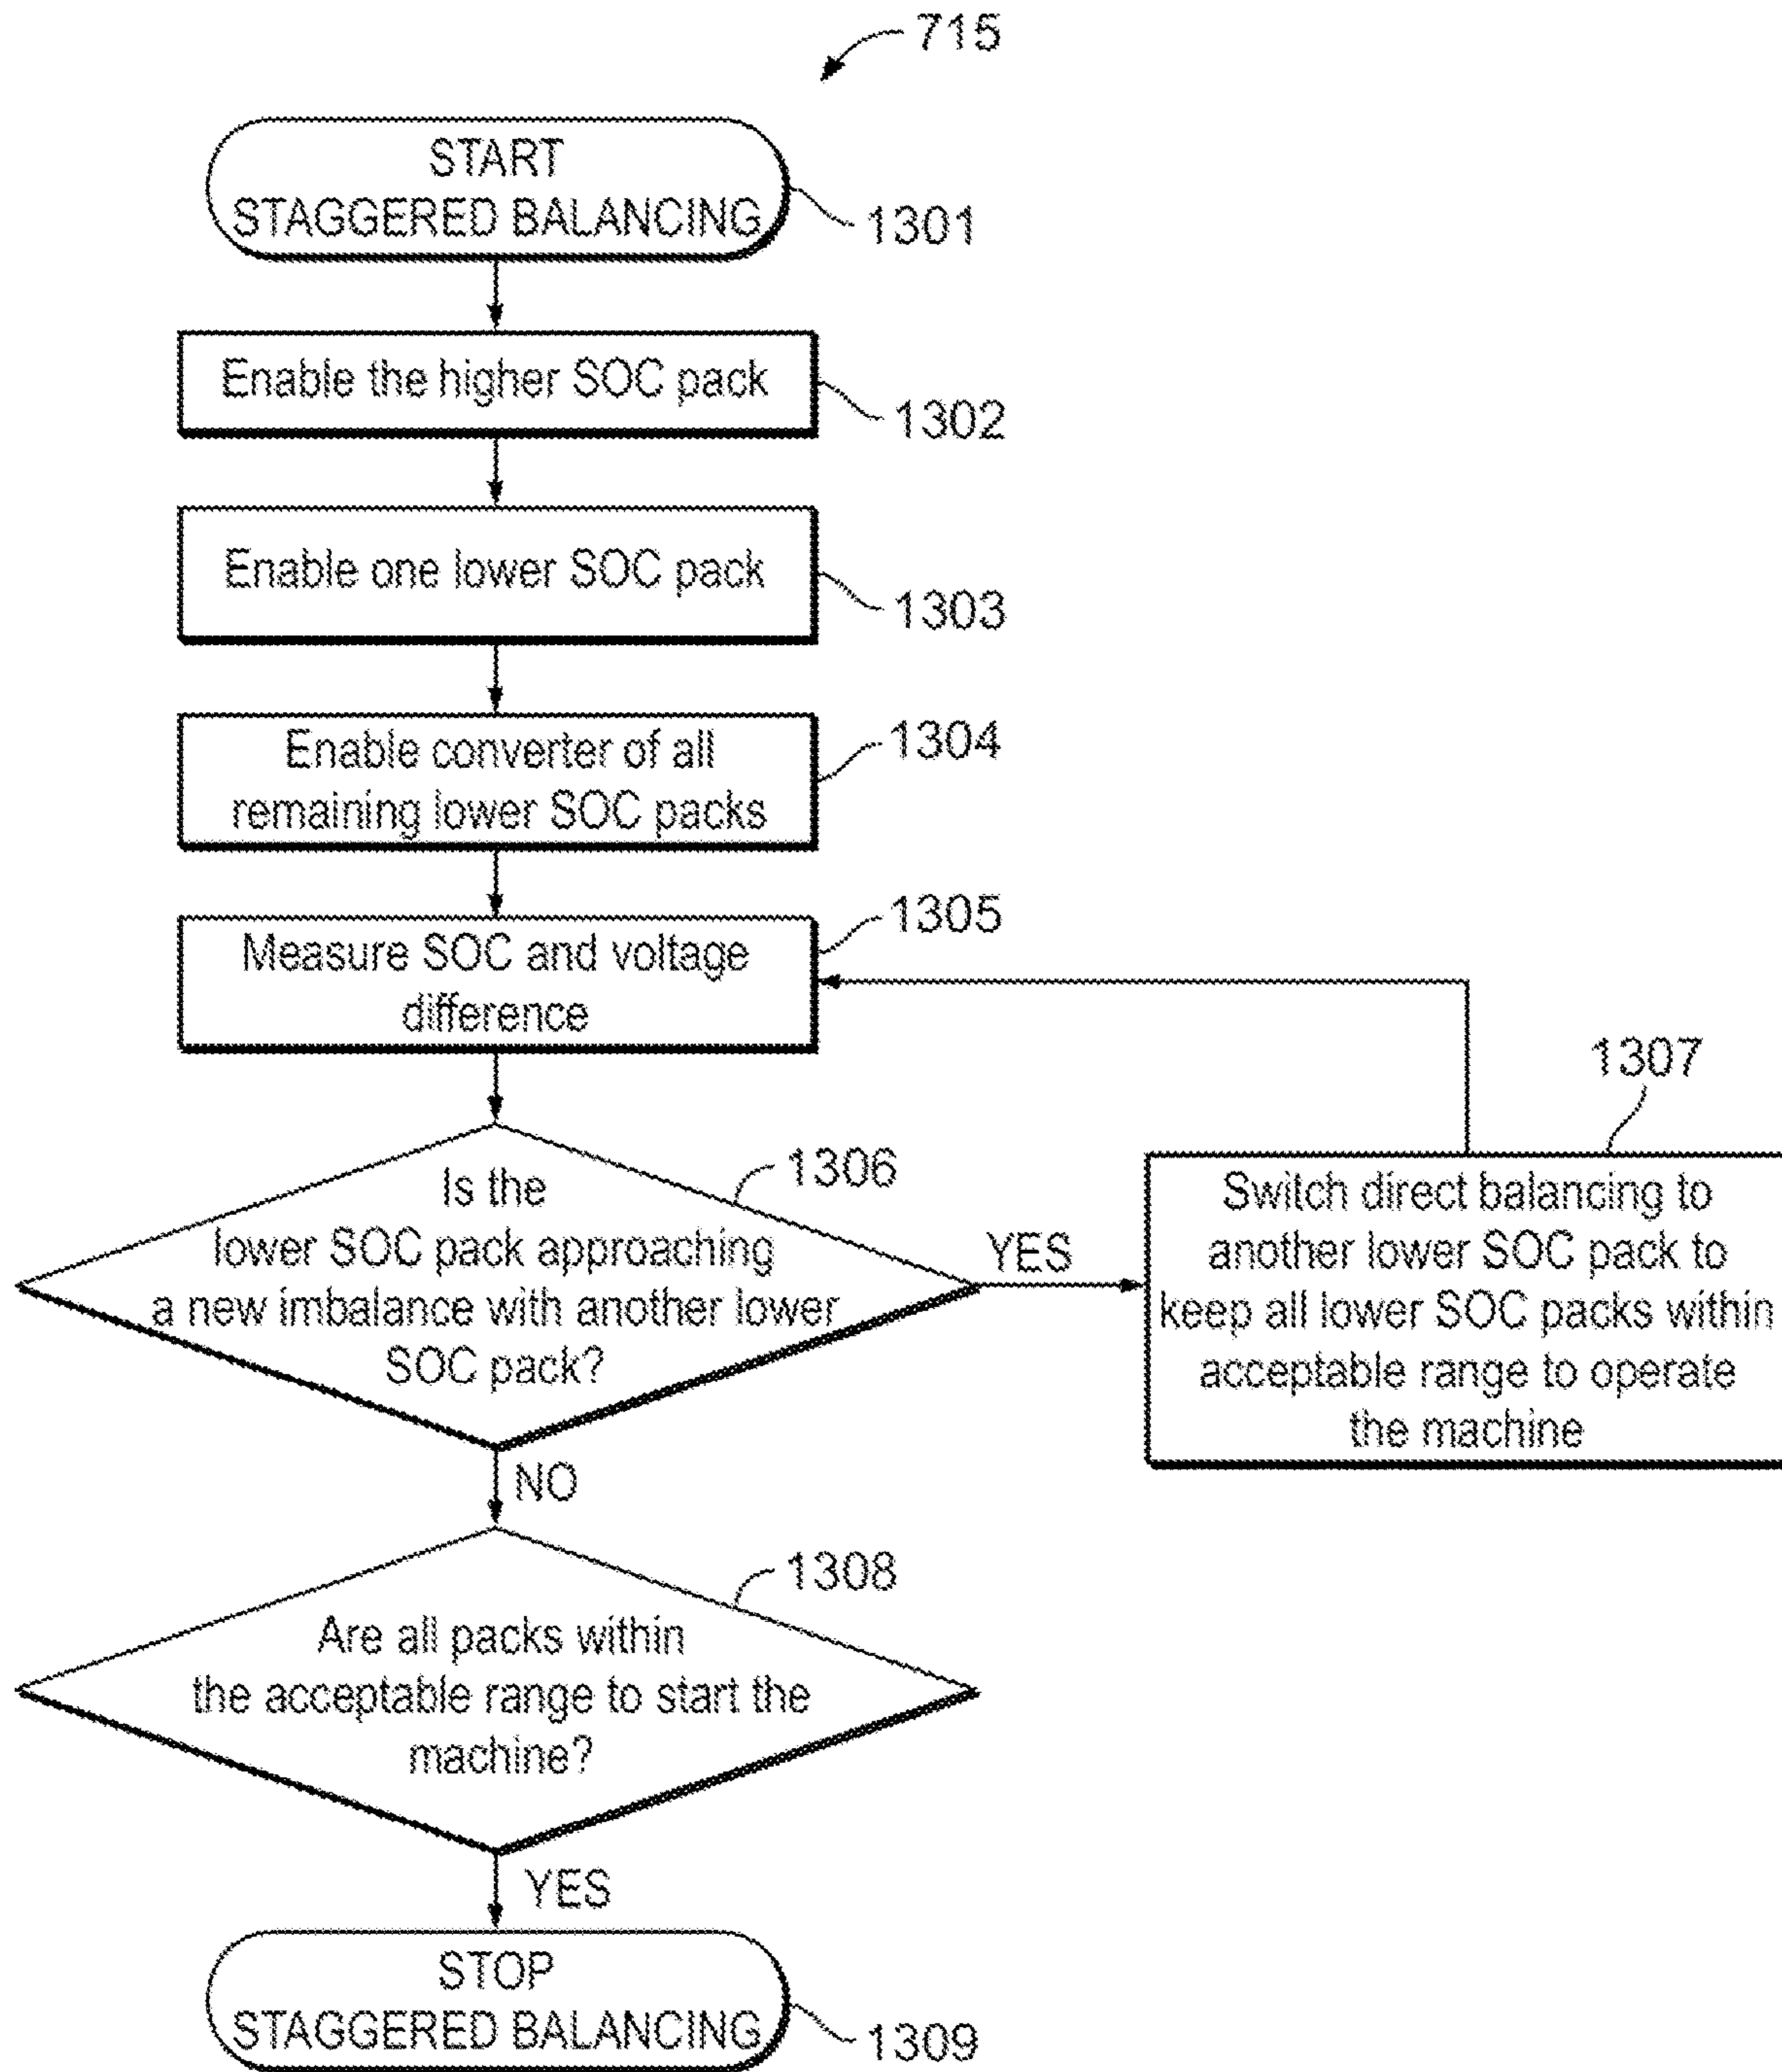 715
START
STAGGERED BALANCING
1301
Enable the higher SOC pack
1302
Enable one lower SOC pack
1303
Enable converter of all
remaining lower SOC packs
1304
Measure SOC and voltage
difference
1305
Is the
lower SOC pack approaching
a new imbalance with another lower
SOC pack?
1306
YES
1307
Switch direct balancing to
another lower SOC pack to
keep all lower SOC packs within
acceptable range to operate
the machine
NO
Are all packs within
the acceptable range to start the
machine?
1308
YES
STOP
STAGGERED BALANCING
1309